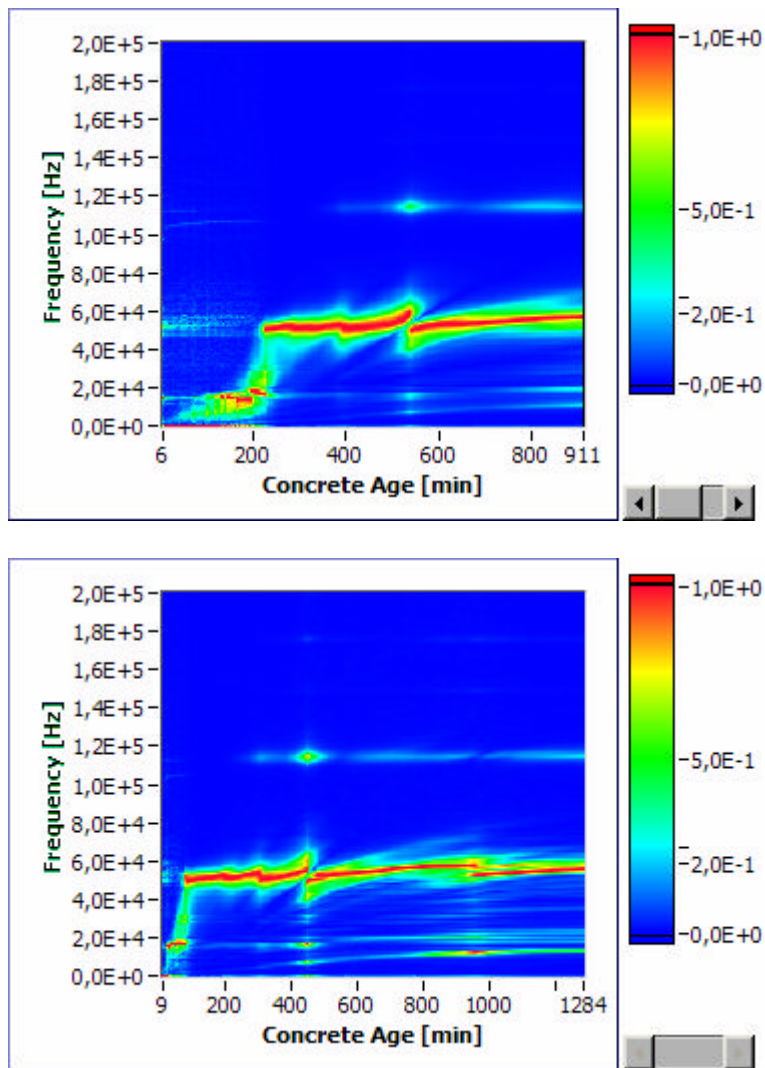 2,0E+5
1,8E+5
1,6E+5
1,4E+5
1,2E+5
1,0E+5
8,0E+4
6,0E+4
4,0E+4
2,0E+4
0,0E+0
Frequency [Hz]
6 200 400 600 800 911
Concrete Age [min]
1,0E+0
5,0E-1
2,0E-1
0,0E+0
2,0E+5
1,8E+5
1,6E+5
1,4E+5
1,2E+5
1,0E+5
8,0E+4
6,0E+4
4,0E+4
2,0E+4
0,0E+0
Frequency [Hz]
9 200 400 600 800 1000 1284
Concrete Age [min]
1,0E+0
5,0E-1
2,0E-1
0,0E+0